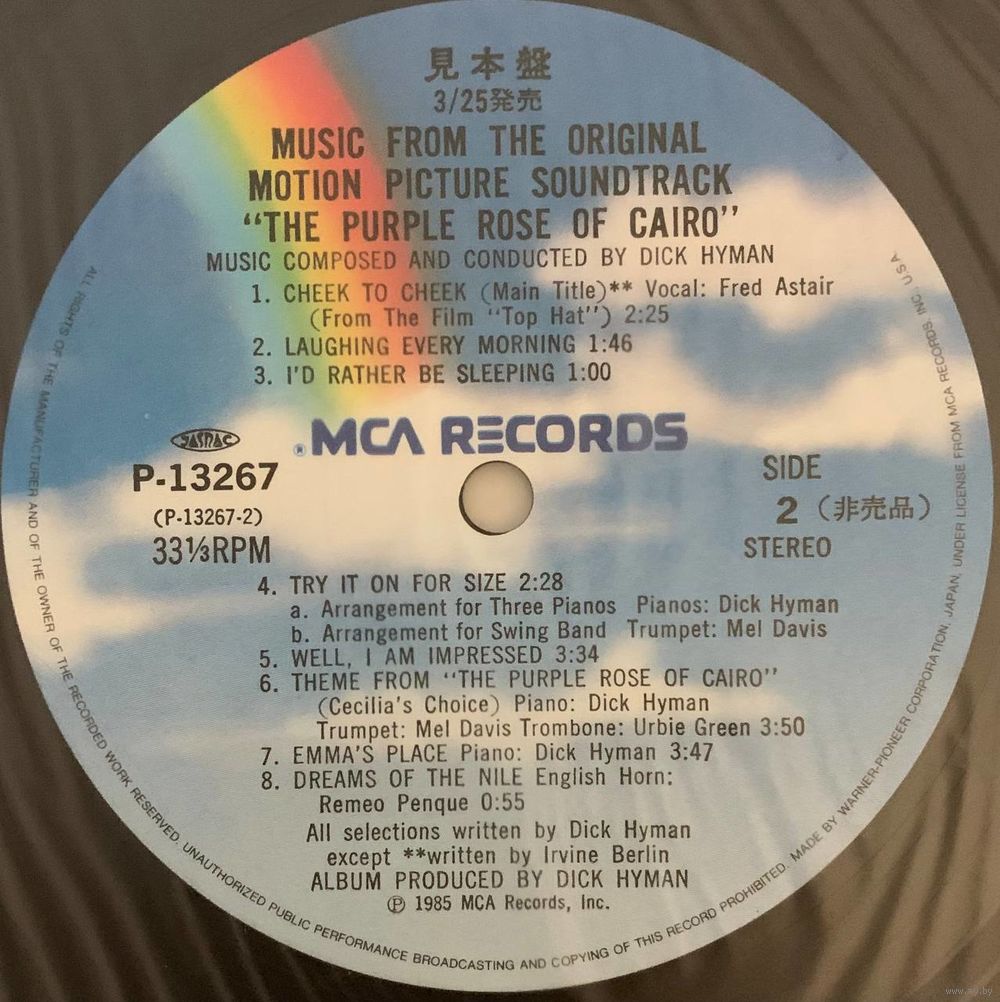 見本盤
3/25発売
MUSIC FROM THE ORIGINAL
MOTION PICTURE SOUNDTRACK
“THE PURPLE ROSE OF CAIRO”
MUSIC COMPOSED AND CONDUCTED BY DICK HYMAN
1. CHEEK TO CHEEK (Main Title)** Vocal: Fred Astair
(From The Film “Top Hat”) 2:25
2. LAUGHING EVERY MORNING 1:46
3. I'D RATHER BE SLEEPING 1:00
® MCA RECORDS
JASRAC
P-13267
(P-13267-2)
33⅓RPM
SIDE
2 (非売品)
STEREO
4. TRY IT ON FOR SIZE 2:28
a. Arrangement for Three Pianos Pianos: Dick Hyman
b. Arrangement for Swing Band Trumpet: Mel Davis
5. WELL, I AM IMPRESSED 3:34
6. THEME FROM “THE PURPLE ROSE OF CAIRO”
(Cecilia's Choice) Piano: Dick Hyman
Trumpet: Mel Davis Trombone: Urbie Green 3:50
7. EMMA'S PLACE Piano: Dick Hyman 3:47
8. DREAMS OF THE NILE English Horn:
Remeo Penque 0:55
All selections written by Dick Hyman
except **written by Irvine Berlin
ALBUM PRODUCED BY DICK HYMAN
℗ 1985 MCA Records, Inc.
ALL RIGHTS OF THE MANUFACTURER AND OF THE OWNER OF THE RECORDED WORK RESERVED. UNAUTHORIZED PUBLIC PERFORMANCE BROADCASTING AND COPYING OF THIS RECORD PROHIBITED. MADE BY WARNER-PIONEER CORPORATION, JAPAN, UNDER LICENSE FROM MCA RECORDS, INC., U.S.A.
www.ay.by